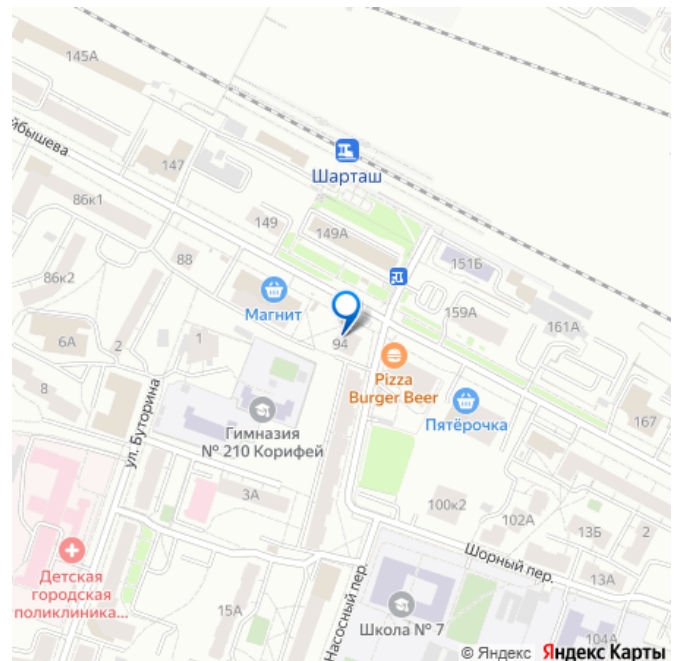 145А
йбышева
147
Шарташ
86к1
149
149А
151Б
88
86к2
Магнит
159А
161А
6А
2
1
94
Pizza
Burger Beer
8
ул. Буторина
Гимназия
№ 210 Корифей
Пятёрочка
167
3А
100к2
102А
13Б
2
Шорный пер.
13А
Детская
городская
поликлиника...
15А
Насосный пер.
Школа № 7
104А
© Яндекс Яндекс Карты